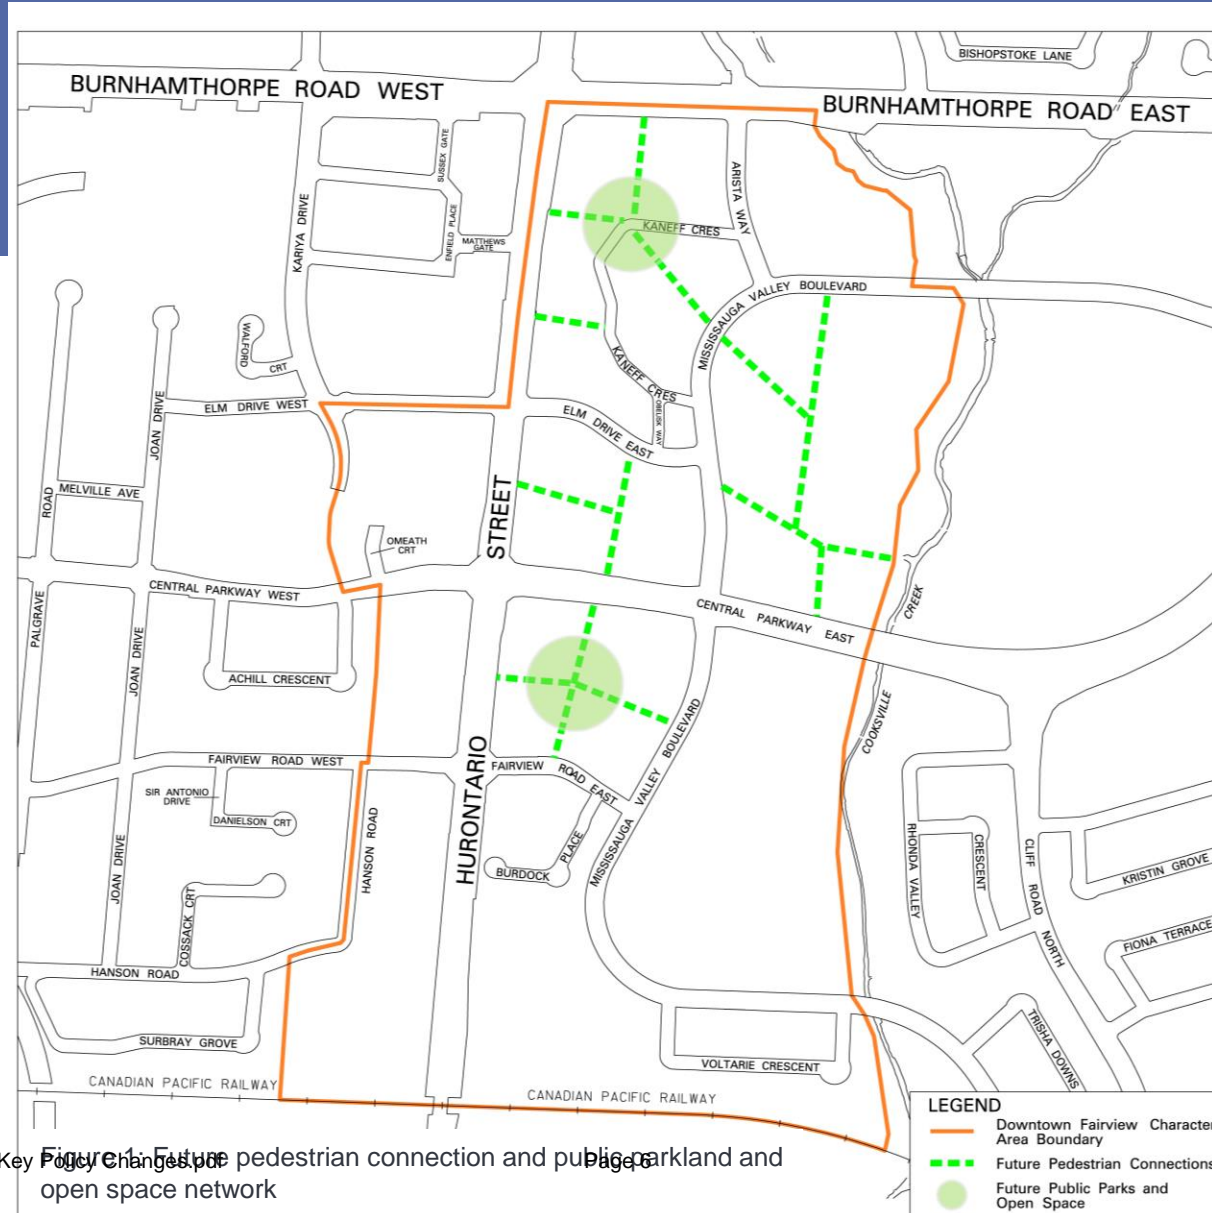 BISHOPSTOKE LANE
BURNHAMTHORPE ROAD WEST
BURNHAMTHORPE ROAD EAST
SUSSEX GATE
ARISTA WAY
KARIYA DRIVE
ENFIELD PLACE
MATTHEWS
GATE
KANEFF CRES
MISSISSAUGA VALLEY BOULEVARD
WALFORD
CRT
KANEFF CRES
OBELISK WAY
ELM DRIVE WEST
ELM DRIVE EAST
JOAN DRIVE
MELVILLE AVE
ROAD
STREET
OMEATH
CRT
CENTRAL PARKWAY WEST
CENTRAL PARKWAY EAST
CREEK
PALGRAVE
JOAN DRIVE
ACHILL CRESCENT
COOKSVILLE
MISSISSAUGA VALLEY BOULEVARD
FAIRVIEW ROAD WEST
FAIRVIEW ROAD EAST
HURONTARIO
SIR ANTONIO
DRIVE
DANIELSON CRT
HANSON ROAD
JOAN DRIVE
BURDOCK PLACE
RHONDA VALLEY
CRESCENT
CLIFF ROAD NORTH
KRISTIN GROVE
COSSACK CRT
FIONA TERRACE
HANSON ROAD
SURBRAY GROVE
TRISHA DOWNS
VOLTARIE CRESCENT
CANADIAN PACIFIC RAILWAY
CANADIAN PACIFIC RAILWAY
LEGEND
Downtown Fairview Character
Area Boundary
Future Pedestrian Connections
Future Public Parks and
Open Space
Key Policy Changes.pdf
Page 6
Figure 1: Future pedestrian connection and public parkland and
open space network